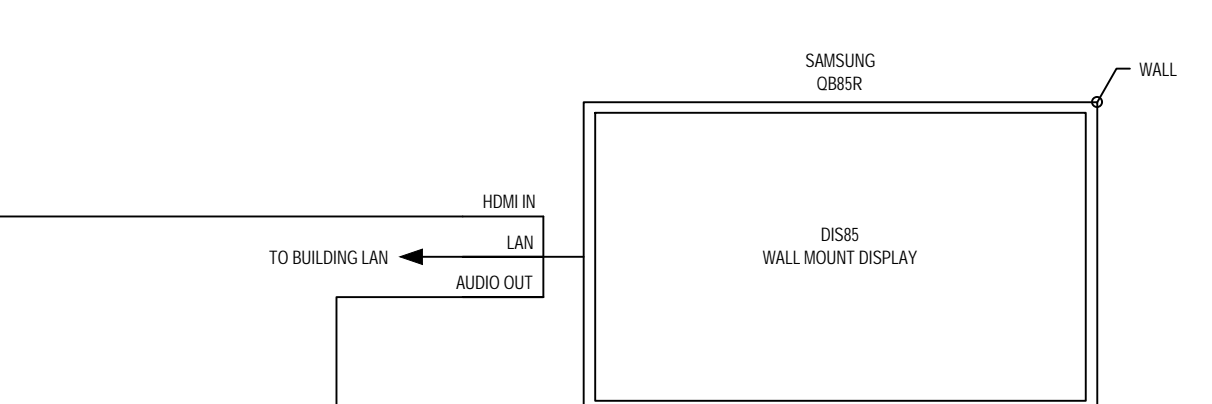 SAMSUNG
QB85R
WALL
HDMI IN
LAN
TO BUILDING LAN
AUDIO OUT
DIS85
WALL MOUNT DISPLAY